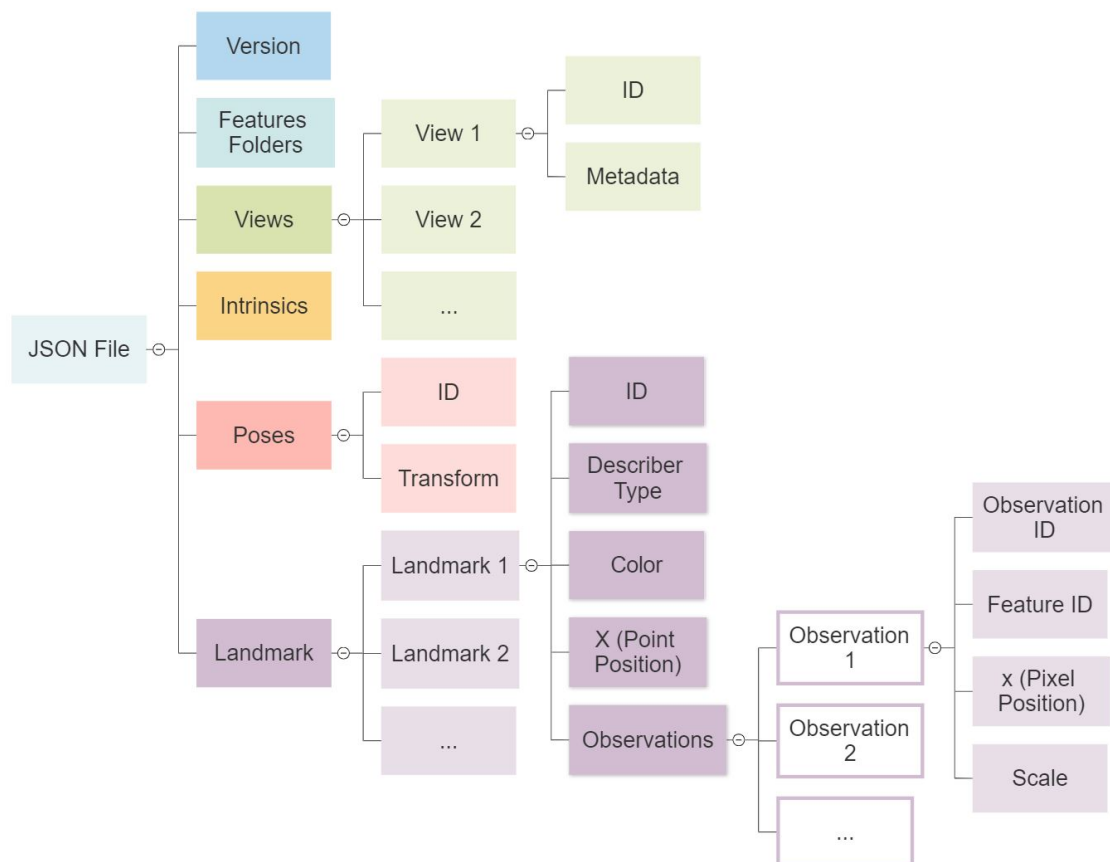 JSON File
Version
Features
Folders
Views
View 1
ID
Metadata
View 2
...
Intrinsics
Poses
ID
Transform
Landmark
Landmark 1
ID
Describer
Type
Color
X (Point
Position)
Observations
Observation
1
Observation
ID
Feature ID
x (Pixel
Position)
Scale
Observation
2
...
Landmark 2
...